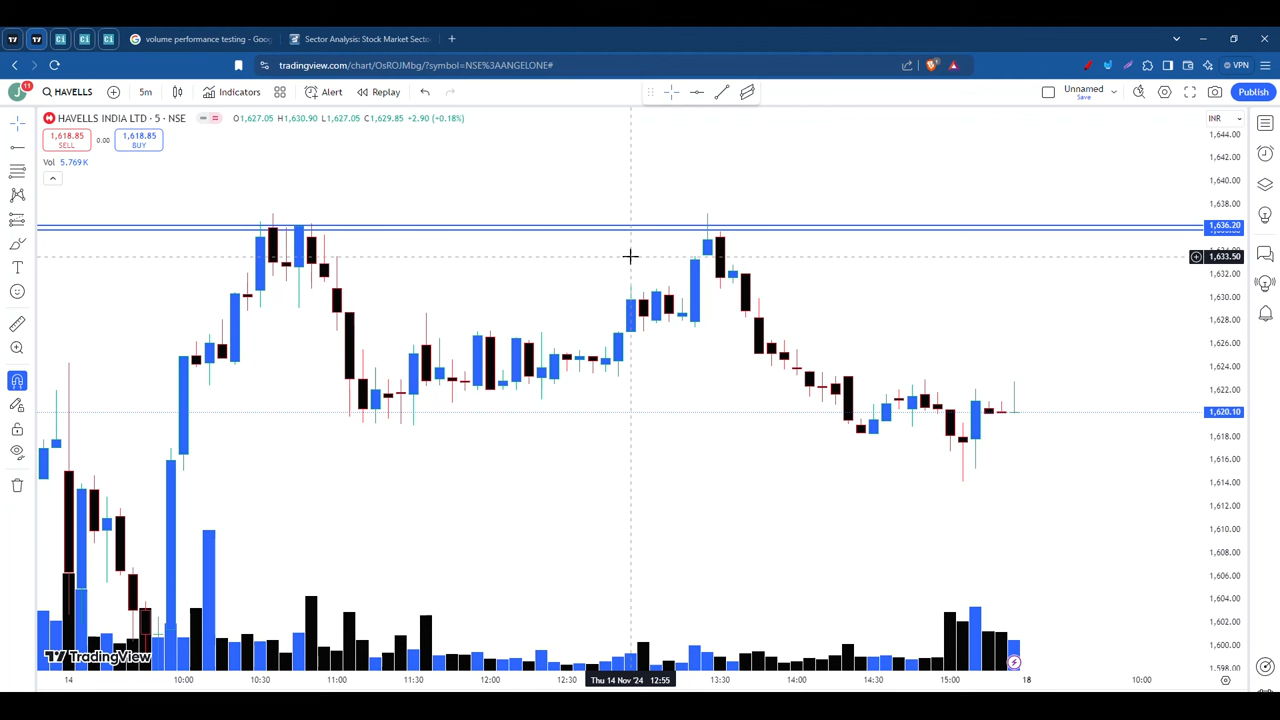 volume performance testing - Goog
Sector Analysis: Stock Market Secto
tradingview.com/chart/OsROJMbg/?symbol=NSE%3AANGELONE#
VPN
J 11
HAVELLS
5m
Indicators
Alert
Replay
Unnamed
Save
Publish
HAVELLS INDIA LTD · 5 · NSE
O1,627.05 H1,630.90 L1,627.05 C1,629.85 +2.90 (+0.18%)
INR
1,618.85
SELL
0.00
1,618.85
BUY
Vol 5.769 K
1,644.00
1,642.00
1,640.00
1,638.00
1,636.20
1,633.50
1,632.00
1,630.00
1,628.00
1,626.00
1,624.00
1,622.00
1,620.10
1,618.00
1,616.00
1,614.00
1,612.00
1,610.00
1,608.00
1,606.00
1,604.00
1,602.00
1,600.00
1,598.00
TradingView
14
10:00
10:30
11:00
11:30
12:00
12:30
Thu 14 Nov '24 12:55
13:30
14:00
14:30
15:00
18
10:00